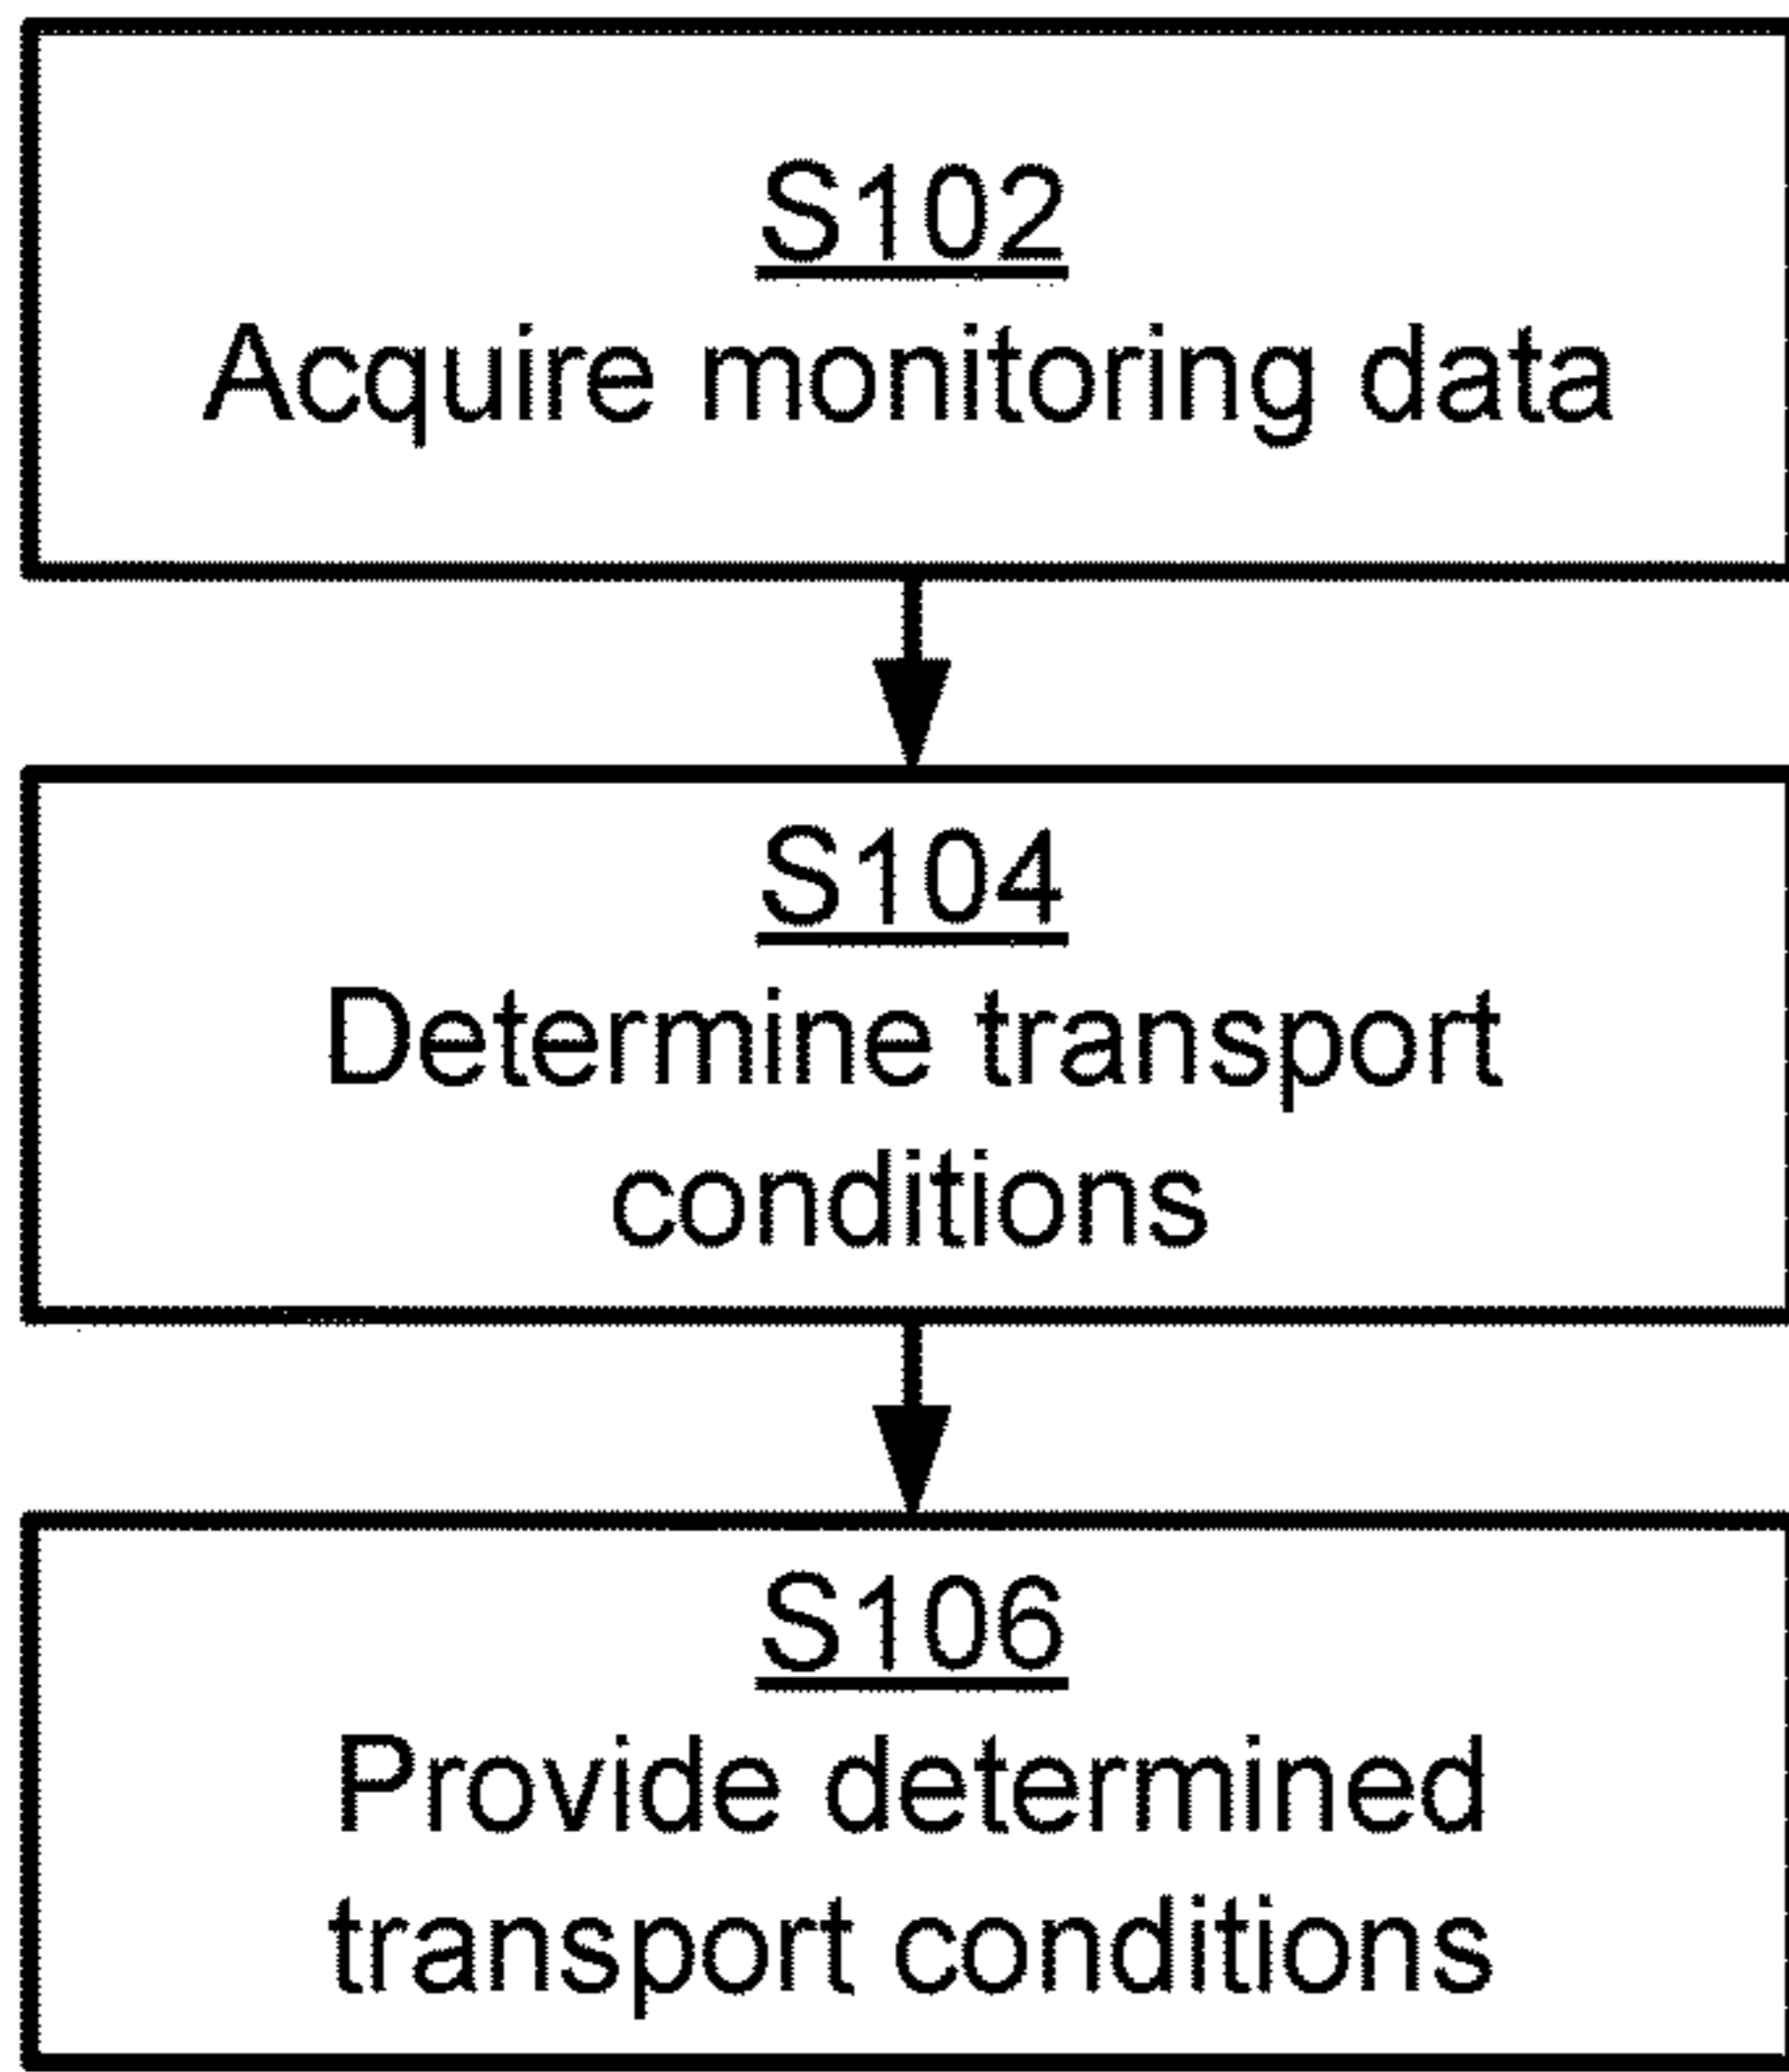 S102
Acquire monitoring data
S104
Determine transport
conditions
S106
Provide determined
transport conditions